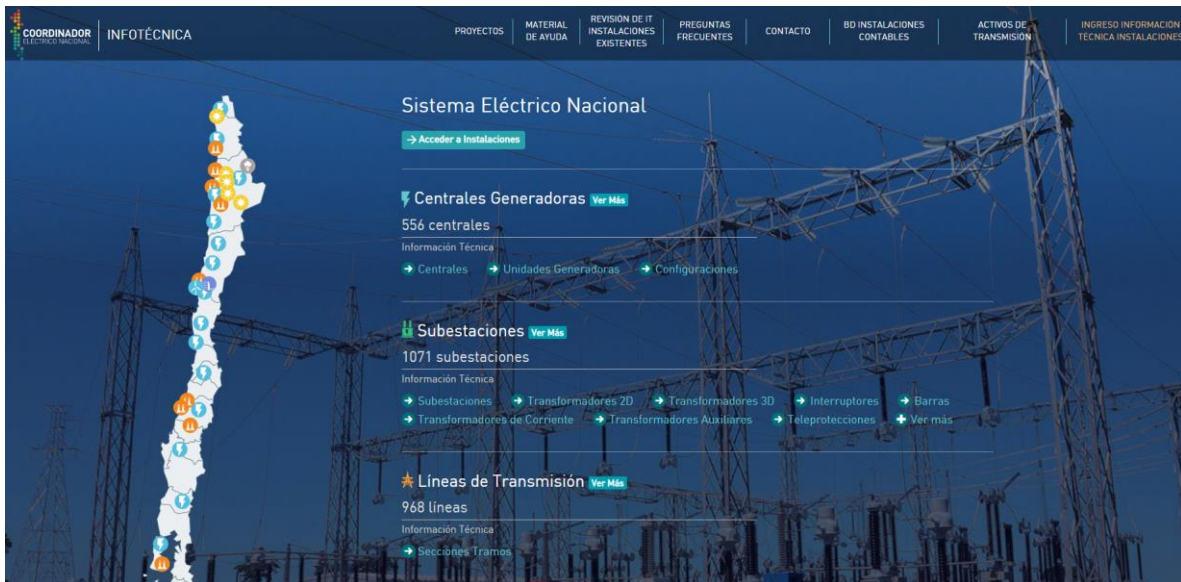 COORDINADOR
ELÉCTRICO NACIONAL
INFOTÉCNICA
PROYECTOS
MATERIAL
DE AYUDA
REVISIÓN DE IT
INSTALACIONES
EXISTENTES
PREGUNTAS
FRECUENTES
CONTACTO
BD INSTALACIONES
CONTABLES
ACTIVOS DE
TRANSMISIÓN
INGRESO INFORMACIÓN
TÉCNICA INSTALACIONES
Sistema Eléctrico Nacional
Acceder a Instalaciones
Centrales Generadoras Ver Más
556 centrales
Información Técnica
Centrales Unidades Generadoras Configuraciones
Subestaciones Ver Más
1071 subestaciones
Información Técnica
Subestaciones Transformadores 2D Transformadores 3D Interruptores Barras
Transformadores de Corriente Transformadores Auxiliares Teleprotecciones Ver más
Líneas de Transmisión Ver Más
968 líneas
Información Técnica
Secciones Tramos